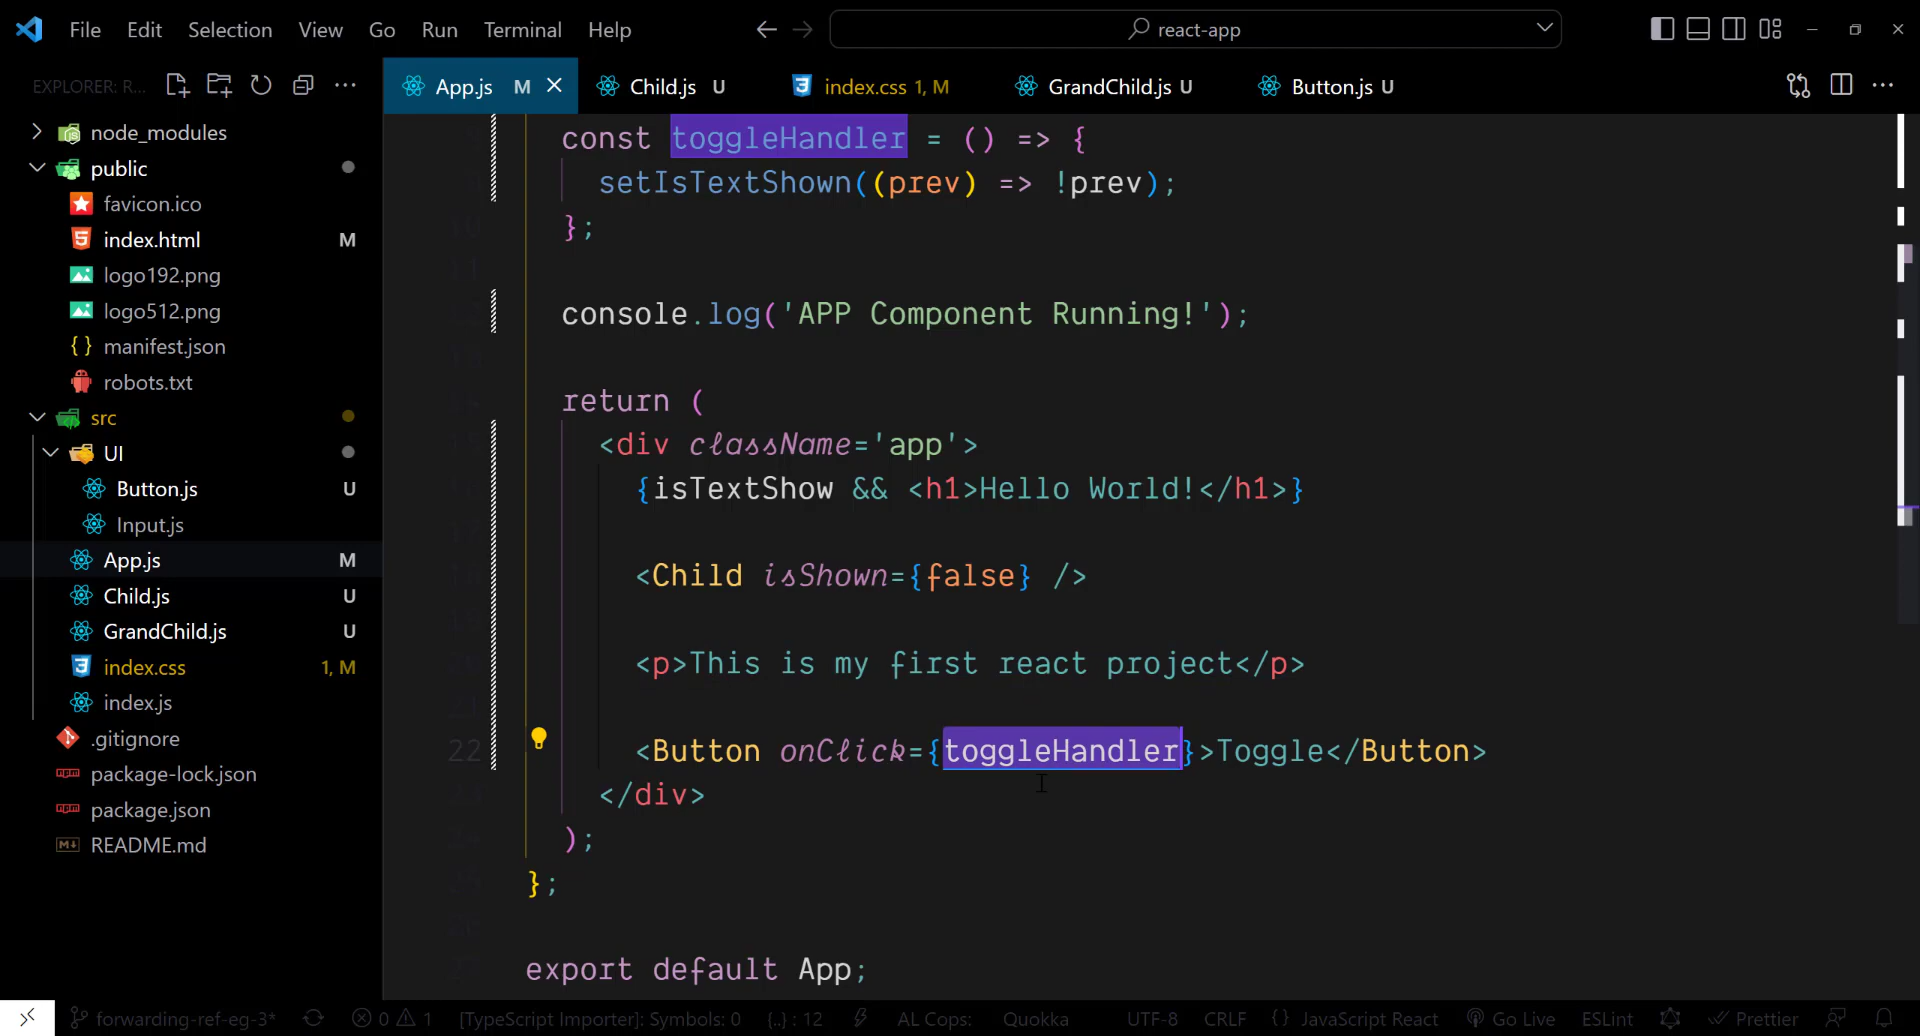 File Edit Selection View Go Run Terminal Help
react-app
EXPLORER: R...
App.js M
Child.js U
index.css 1, M
GrandChild.js U
Button.js U
node_modules
public
favicon.ico
index.html M
logo192.png
logo512.png
manifest.json
robots.txt
src
UI
Button.js U
Input.js
App.js M
Child.js U
GrandChild.js U
index.css 1, M
index.js
.gitignore
package-lock.json
package.json
README.md
const toggleHandler = () => {
setIsTextShown((prev) => !prev);
};
console.log('APP Component Running!');
return (
<div className='app'>
{isTextShow && <h1>Hello World!</h1>}
<Child isShown={false} />
<p>This is my first react project</p>
22 <Button onClick={toggleHandler}>Toggle</Button>
</div>
);
};
export default App;
forwarding-ref-eg-3* 0 1 [TypeScript Importer]: Symbols: 0 {..} : 12 AL Cops: Quokka UTF-8 CRLF {} JavaScript React Go Live ESLint Prettier